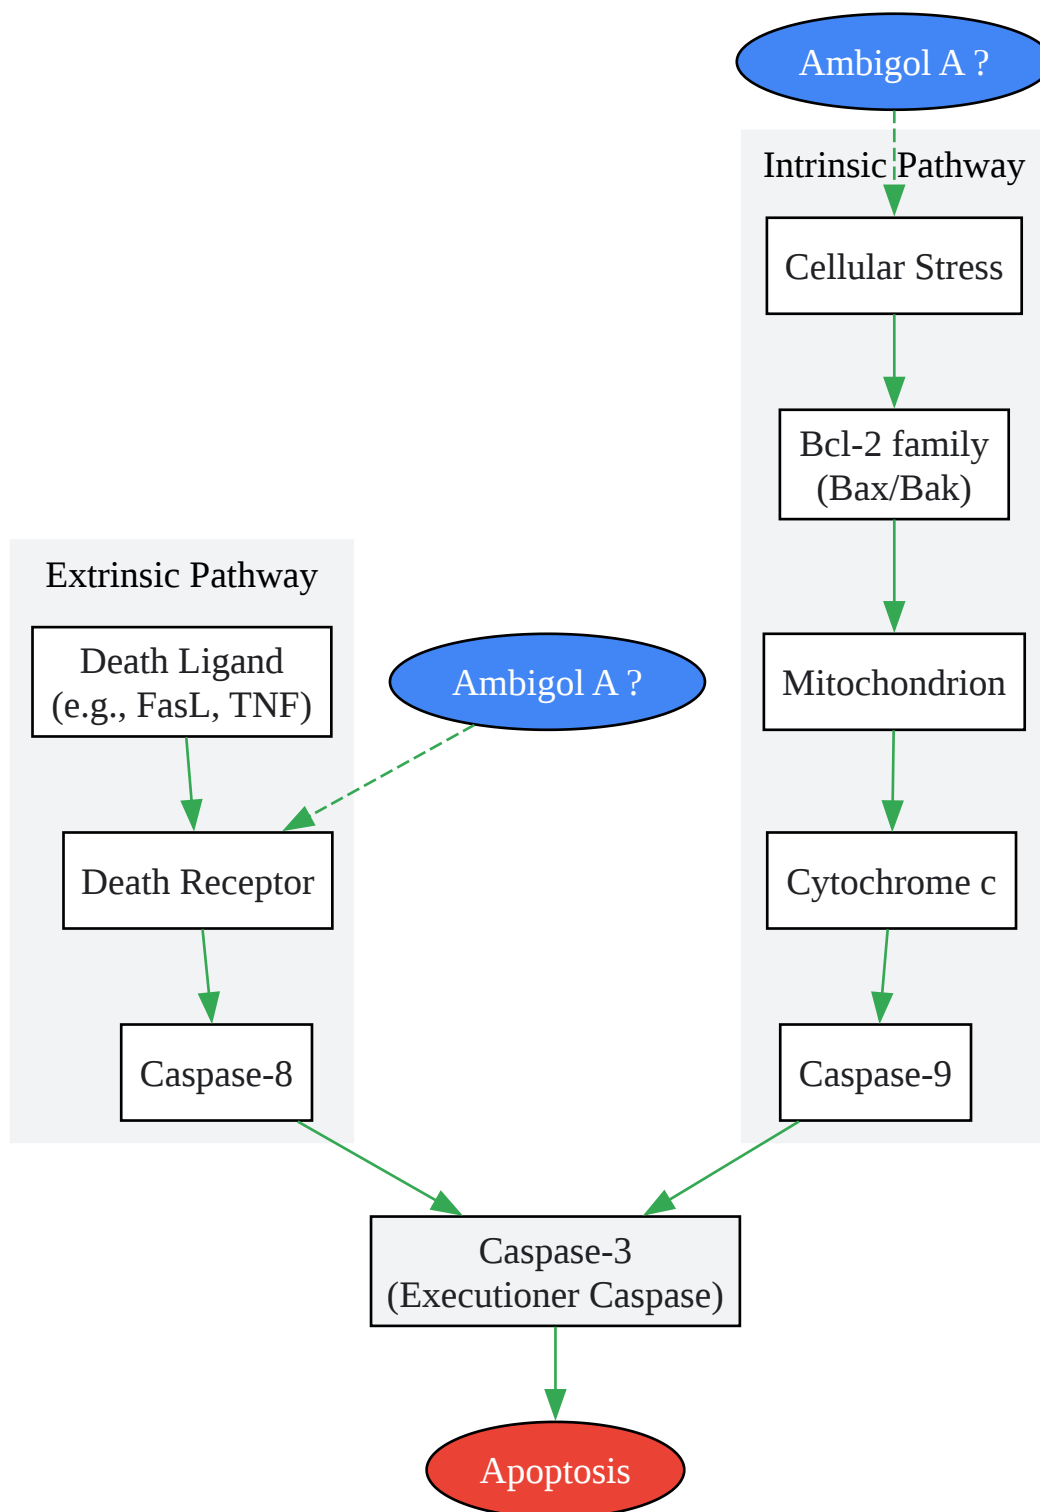 Ambigol A ?
Intrinsic Pathway
Cellular Stress
Bcl-2 family
(Bax/Bak)
Extrinsic Pathway
Death Ligand
(e.g., FasL, TNF)
Ambigol A ?
Mitochondrion
Death Receptor
Cytochrome c
Caspase-8
Caspase-9
Caspase-3
(Executioner Caspase)
Apoptosis